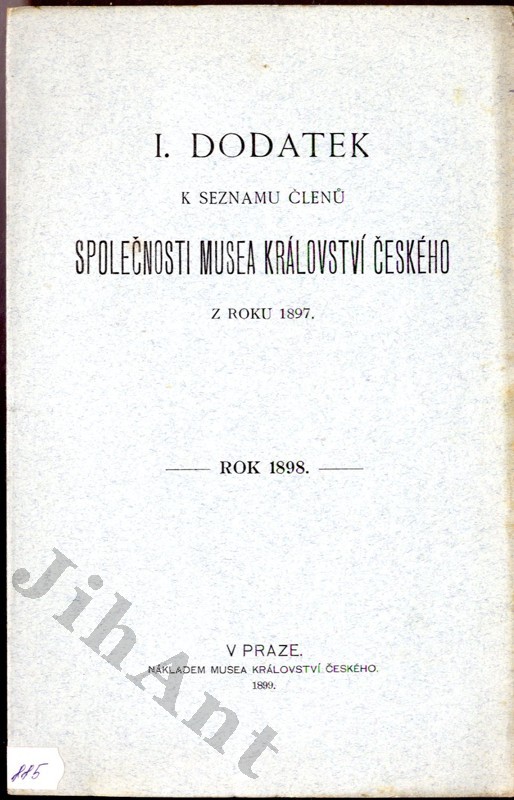 I. DODATEK
K SEZNAMU ČLENŮ
SPOLEČNOSTI MUSEA KRÁLOVSTVÍ ČESKÉHO
Z ROKU 1897.
ROK 1898.
V PRAZE.
NÁKLADEM MUSEA KRÁLOVSTVÍ ČESKÉHO.
1899.
JihAnt
885